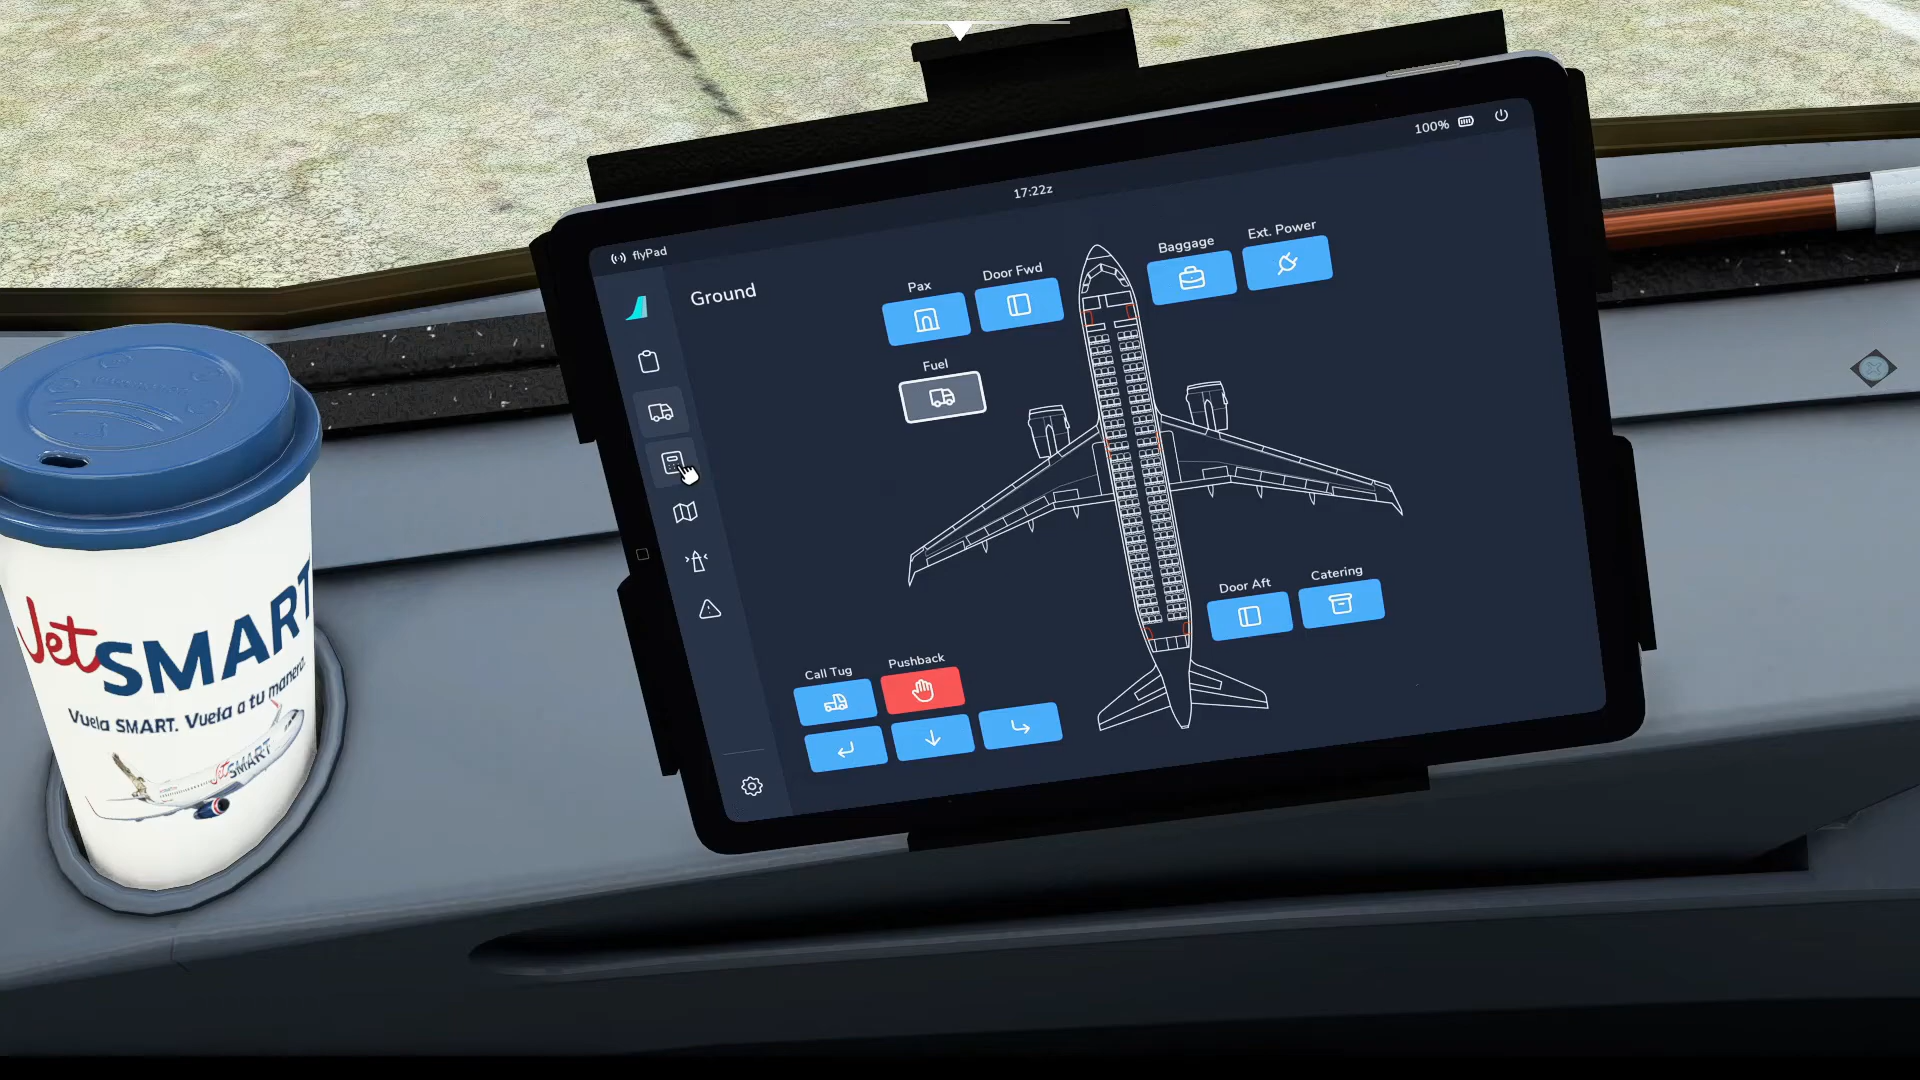 100%
17:22z
flyPad
Ground
Ext. Power
Baggage
Door Fwd
Pax
Fuel
Door Aft
Catering
Call Tug
Pushback
JetSMART
Vuela SMART. Vuela a tu manera.
JetSMART